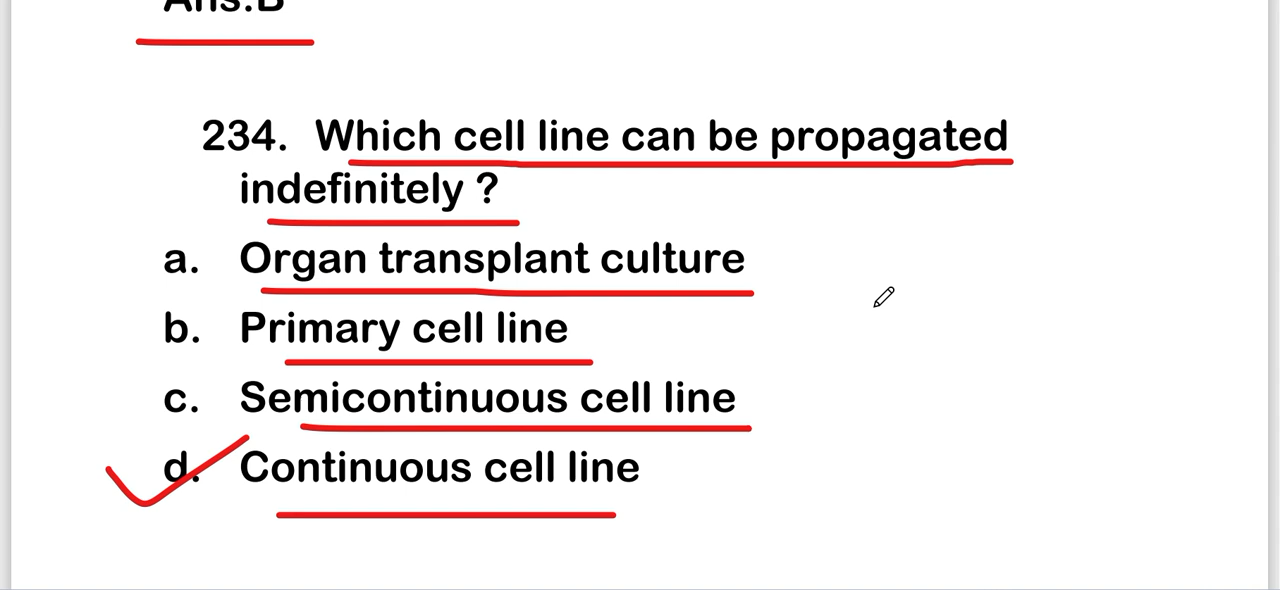 Ans.B
234. Which cell line can be propagated
indefinitely ?
a. Organ transplant culture
b. Primary cell line
c. Semicontinuous cell line
d. Continuous cell line